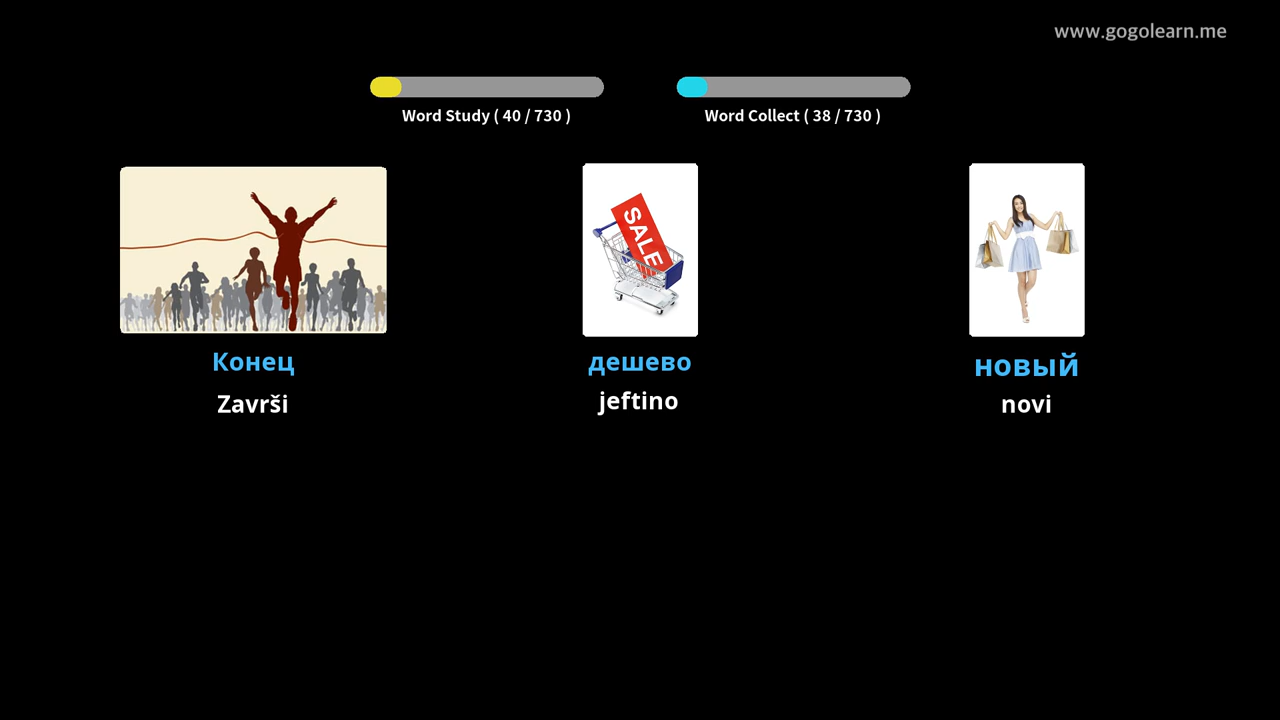 www.gogolearn.me
Word Study ( 40 / 730 )
Word Collect ( 38 / 730 )
SALE
Конец
дешево
новый
Završi
jeftino
novi